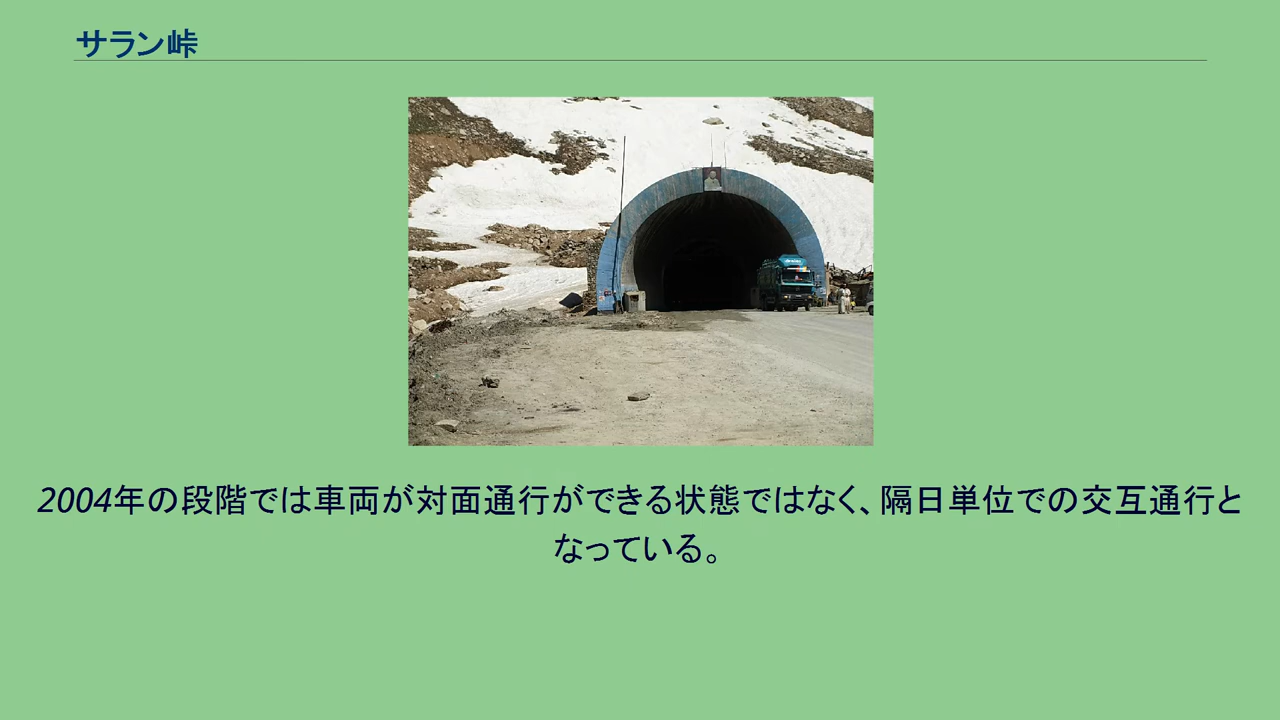 サラン峠
2004年の段階では車両が対面通行ができる状態ではなく、隔日単位での交互通行と
なっている。